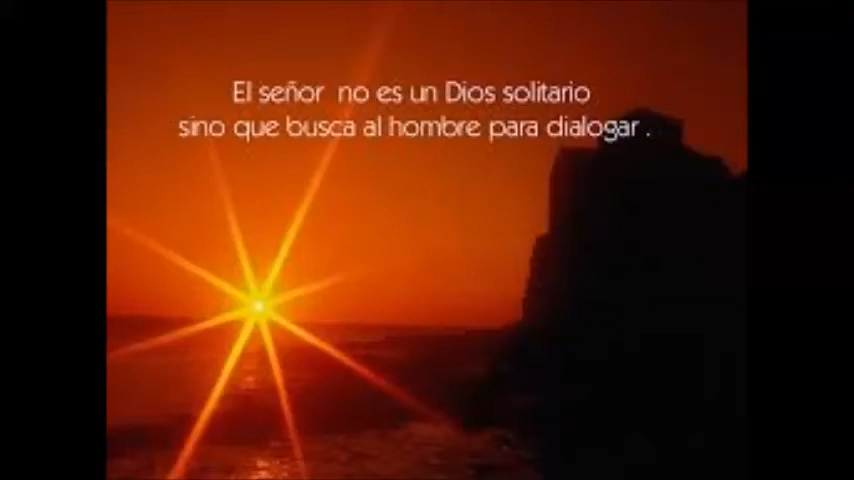 El señor no es un Dios solitario
sino que busca al hombre para dialogar .